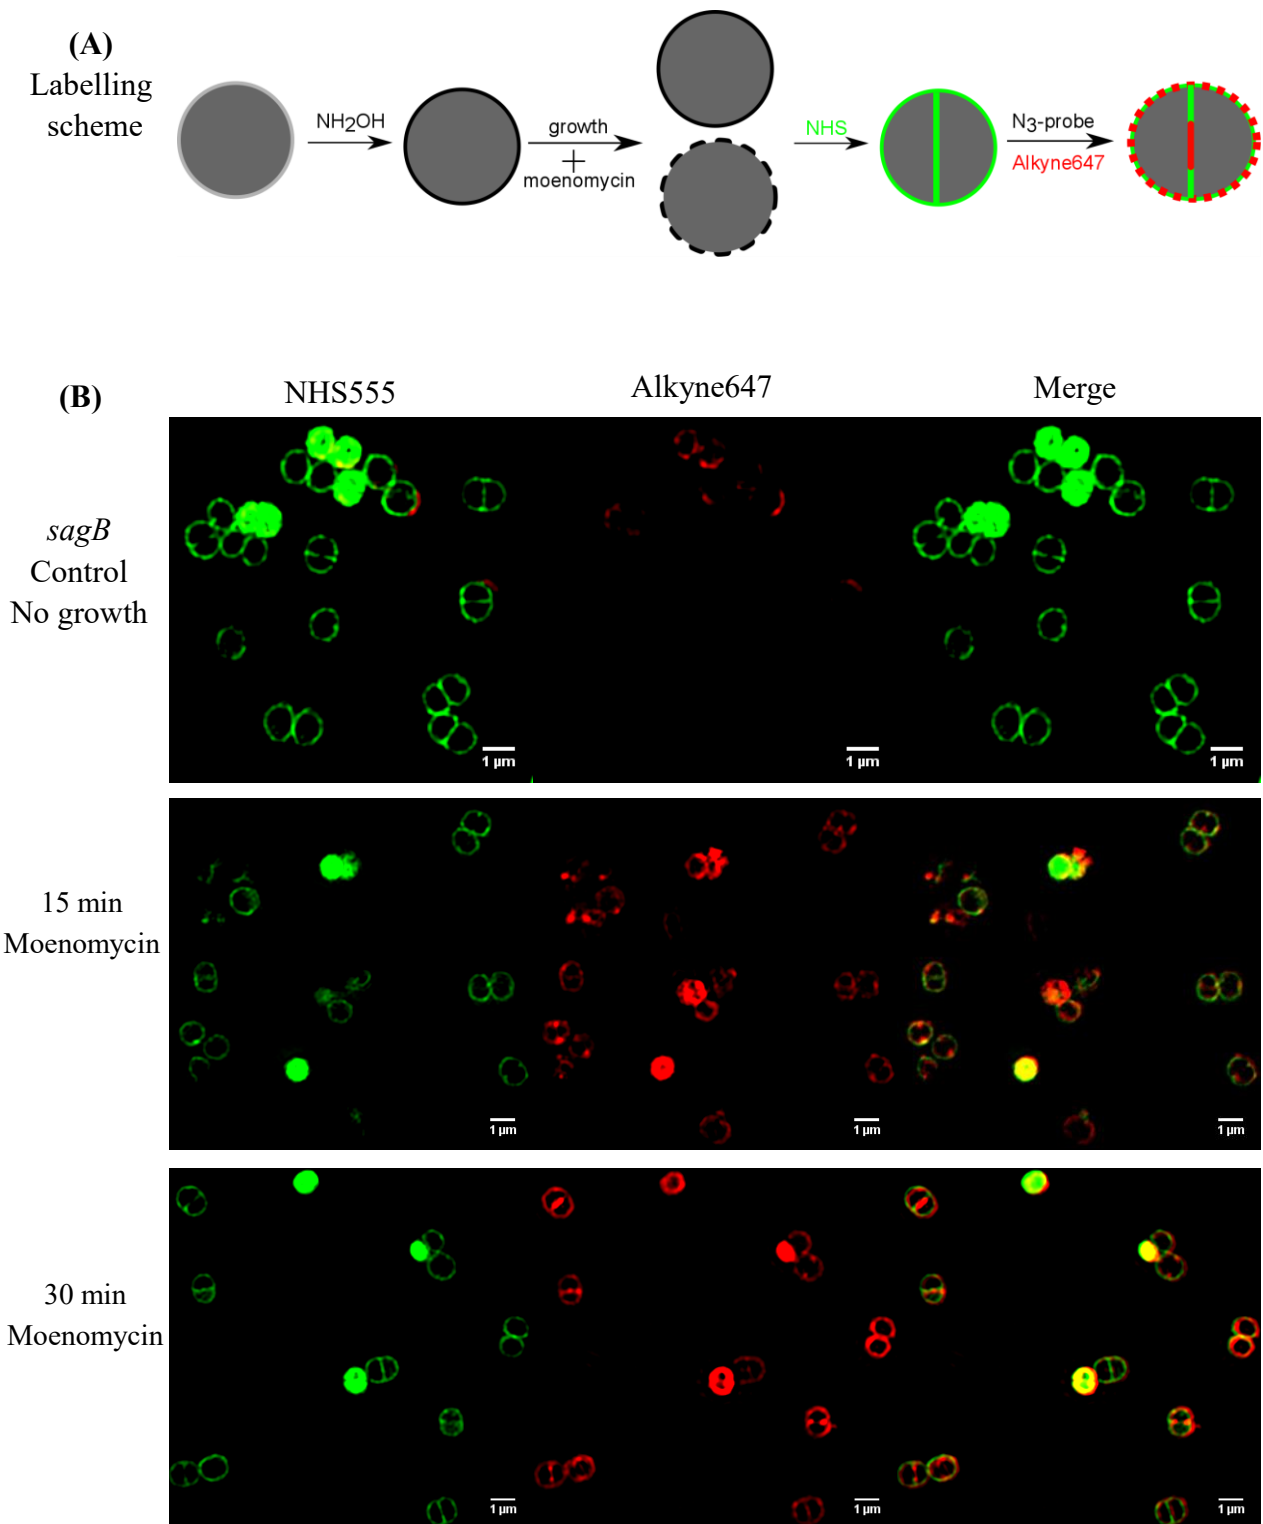 (A)
Labelling
scheme
NH2OH
growth
+
moenomycin
NHS
N3-probe
Alkyne647
(B)
NHS555
Alkyne647
Merge
sagB
Control
No growth
1 µm
1 µm
1 µm
15 min
Moenomycin
1 µm
1 µm
1 µm
30 min
Moenomycin
1 µm
1 µm
1 µm